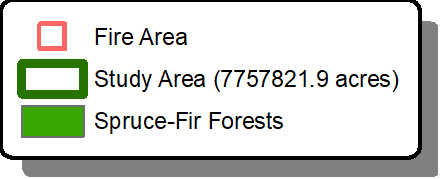 Fire Area
Study Area (7757821.9 acres)
Spruce-Fir Forests